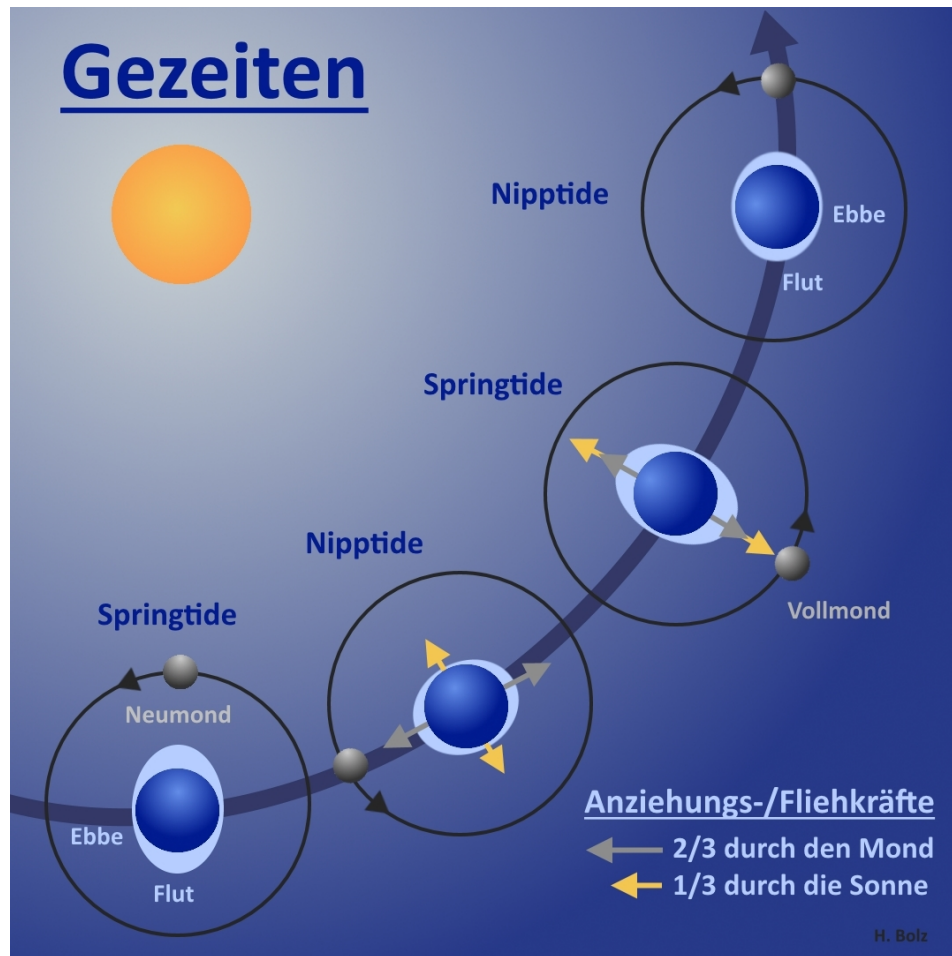 Gezeiten
Nipptide
Ebbe
Flut
Springtide
Vollmond
Nipptide
Springtide
Neumond
Ebbe
Flut
Anziehungs-/Fliehkräfte
2/3 durch den Mond
1/3 durch die Sonne
H. Bolz